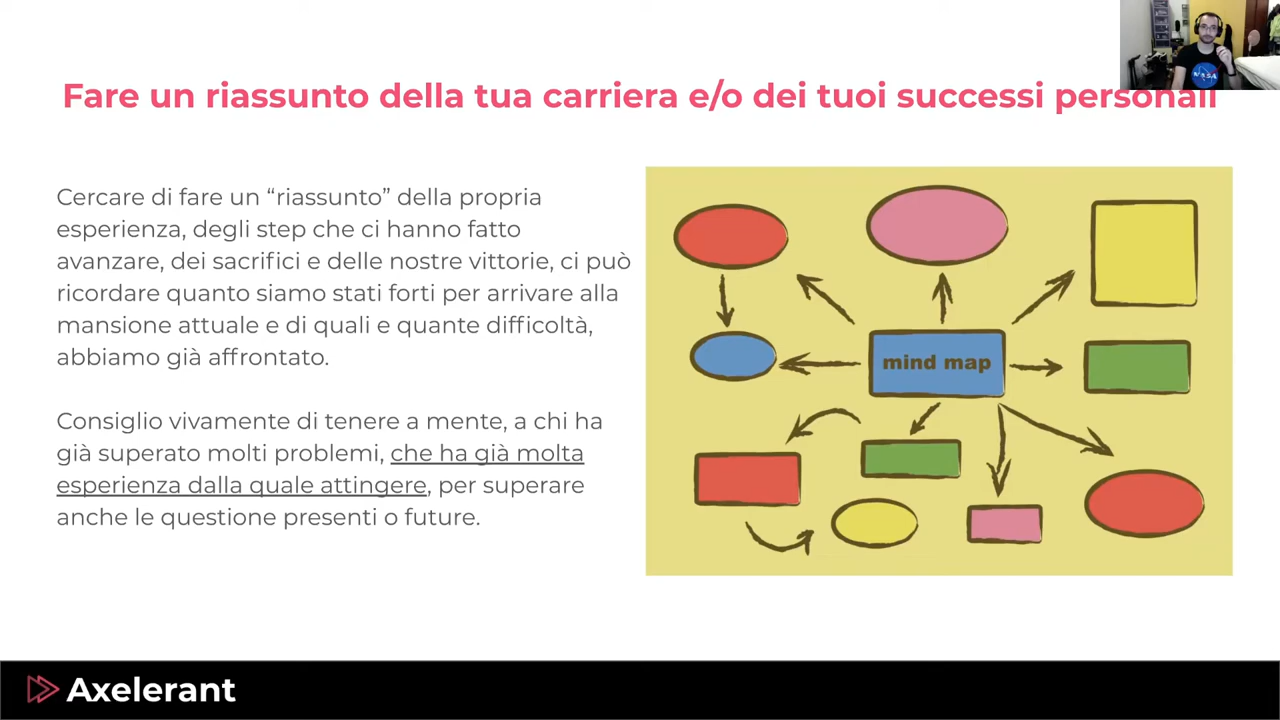 Fare un riassunto della tua carriera e/o dei tuoi successi personali
NASA
Cercare di fare un “riassunto” della propria
esperienza, degli step che ci hanno fatto
avanzare, dei sacrifici e delle nostre vittorie, ci può
ricordare quanto siamo stati forti per arrivare alla
mansione attuale e di quali e quante difficoltà,
abbiamo già affrontato.
Consiglio vivamente di tenere a mente, a chi ha
già superato molti problemi, che ha già molta
esperienza dalla quale attingere, per superare
anche le questione presenti o future.
mind map
Axelerant